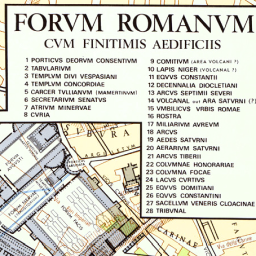 FORVM ROMANVM
CVM FINITIMIS AEDIFICIIS
1 PORTICVS DEORVM CONSENTIVM
2 TABVLARIVM
3 TEMPLVM DIVI VESPASIANI
4 TEMPLVM CONCORDIAE
5 CARCER TVLLIANVM (MAMERTINVM)
6 SECRETARIVM SENATVS
7 ATRIVM MINERVAE
8 CVRIA
9 COMITIVM (AREA VOLCANI ?)
10 LAPIS NIGER (VOLCANAL ?)
11 EQVVS CONSTANTII
12 DECENNALIA DIOCLETIANI
13 ARCVS SEPTIMII SEVERI
14 VOLCANAL OVI ARA SATVRNI (?)
15 VMBILICVS VRBIS ROMAE
16 ROSTRA
17 MILIARIVM AVREVM
18 ARCVS
19 AEDES SATVRNI
20 AERARIVM SATVRNI
21 ARCVS TIBERII
22 COLVMNAE HONORARIAE
23 COLVMNA FOCAE
24 LACVS CVRTIVS
25 EQVVS DOMITIANI
26 EQVVS CONSTANTINI
27 SACELLVM VENERIS CLOACINAE
28 TRIBVNAL
CARINAE